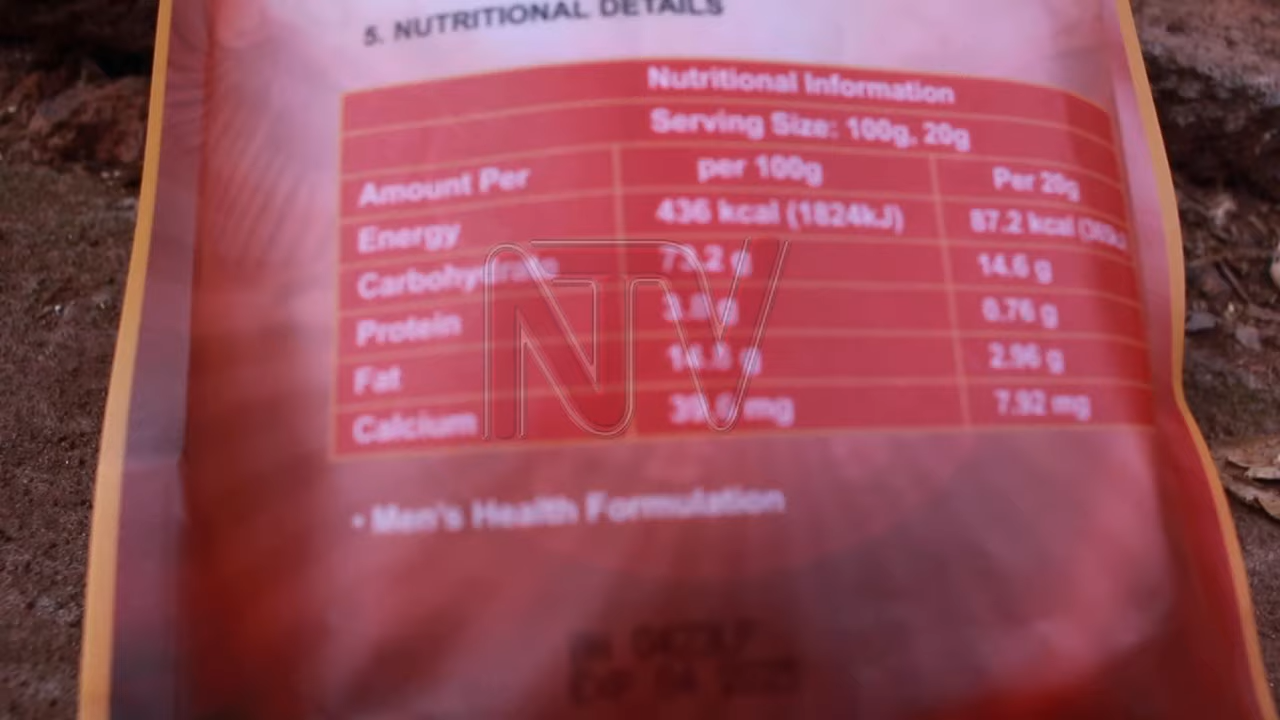 5. NUTRITIONAL DETAILS
Nutritional Information
Serving Size: 100g, 20g
Amount Per per 100g Per 20g
Energy 436 kcal (1824kJ) 87.2 kcal
Carbohydrate 14.6 g
Protein 0.76 g
Fat 2.96 g
Calcium 7.92 mg
NTV
• Men's Health Formulation